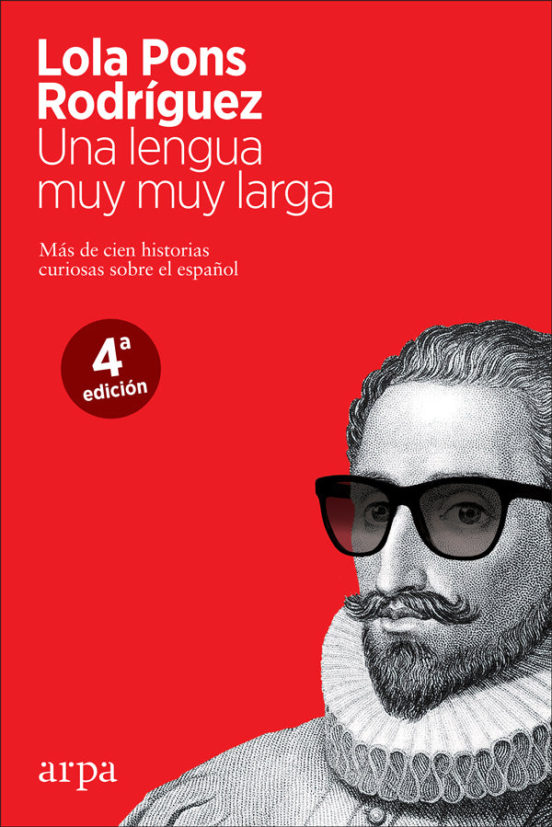 Lola Pons
Rodríguez
Una lengua
muy muy larga
Más de cien historias
curiosas sobre el español
4ª
edición
arpa